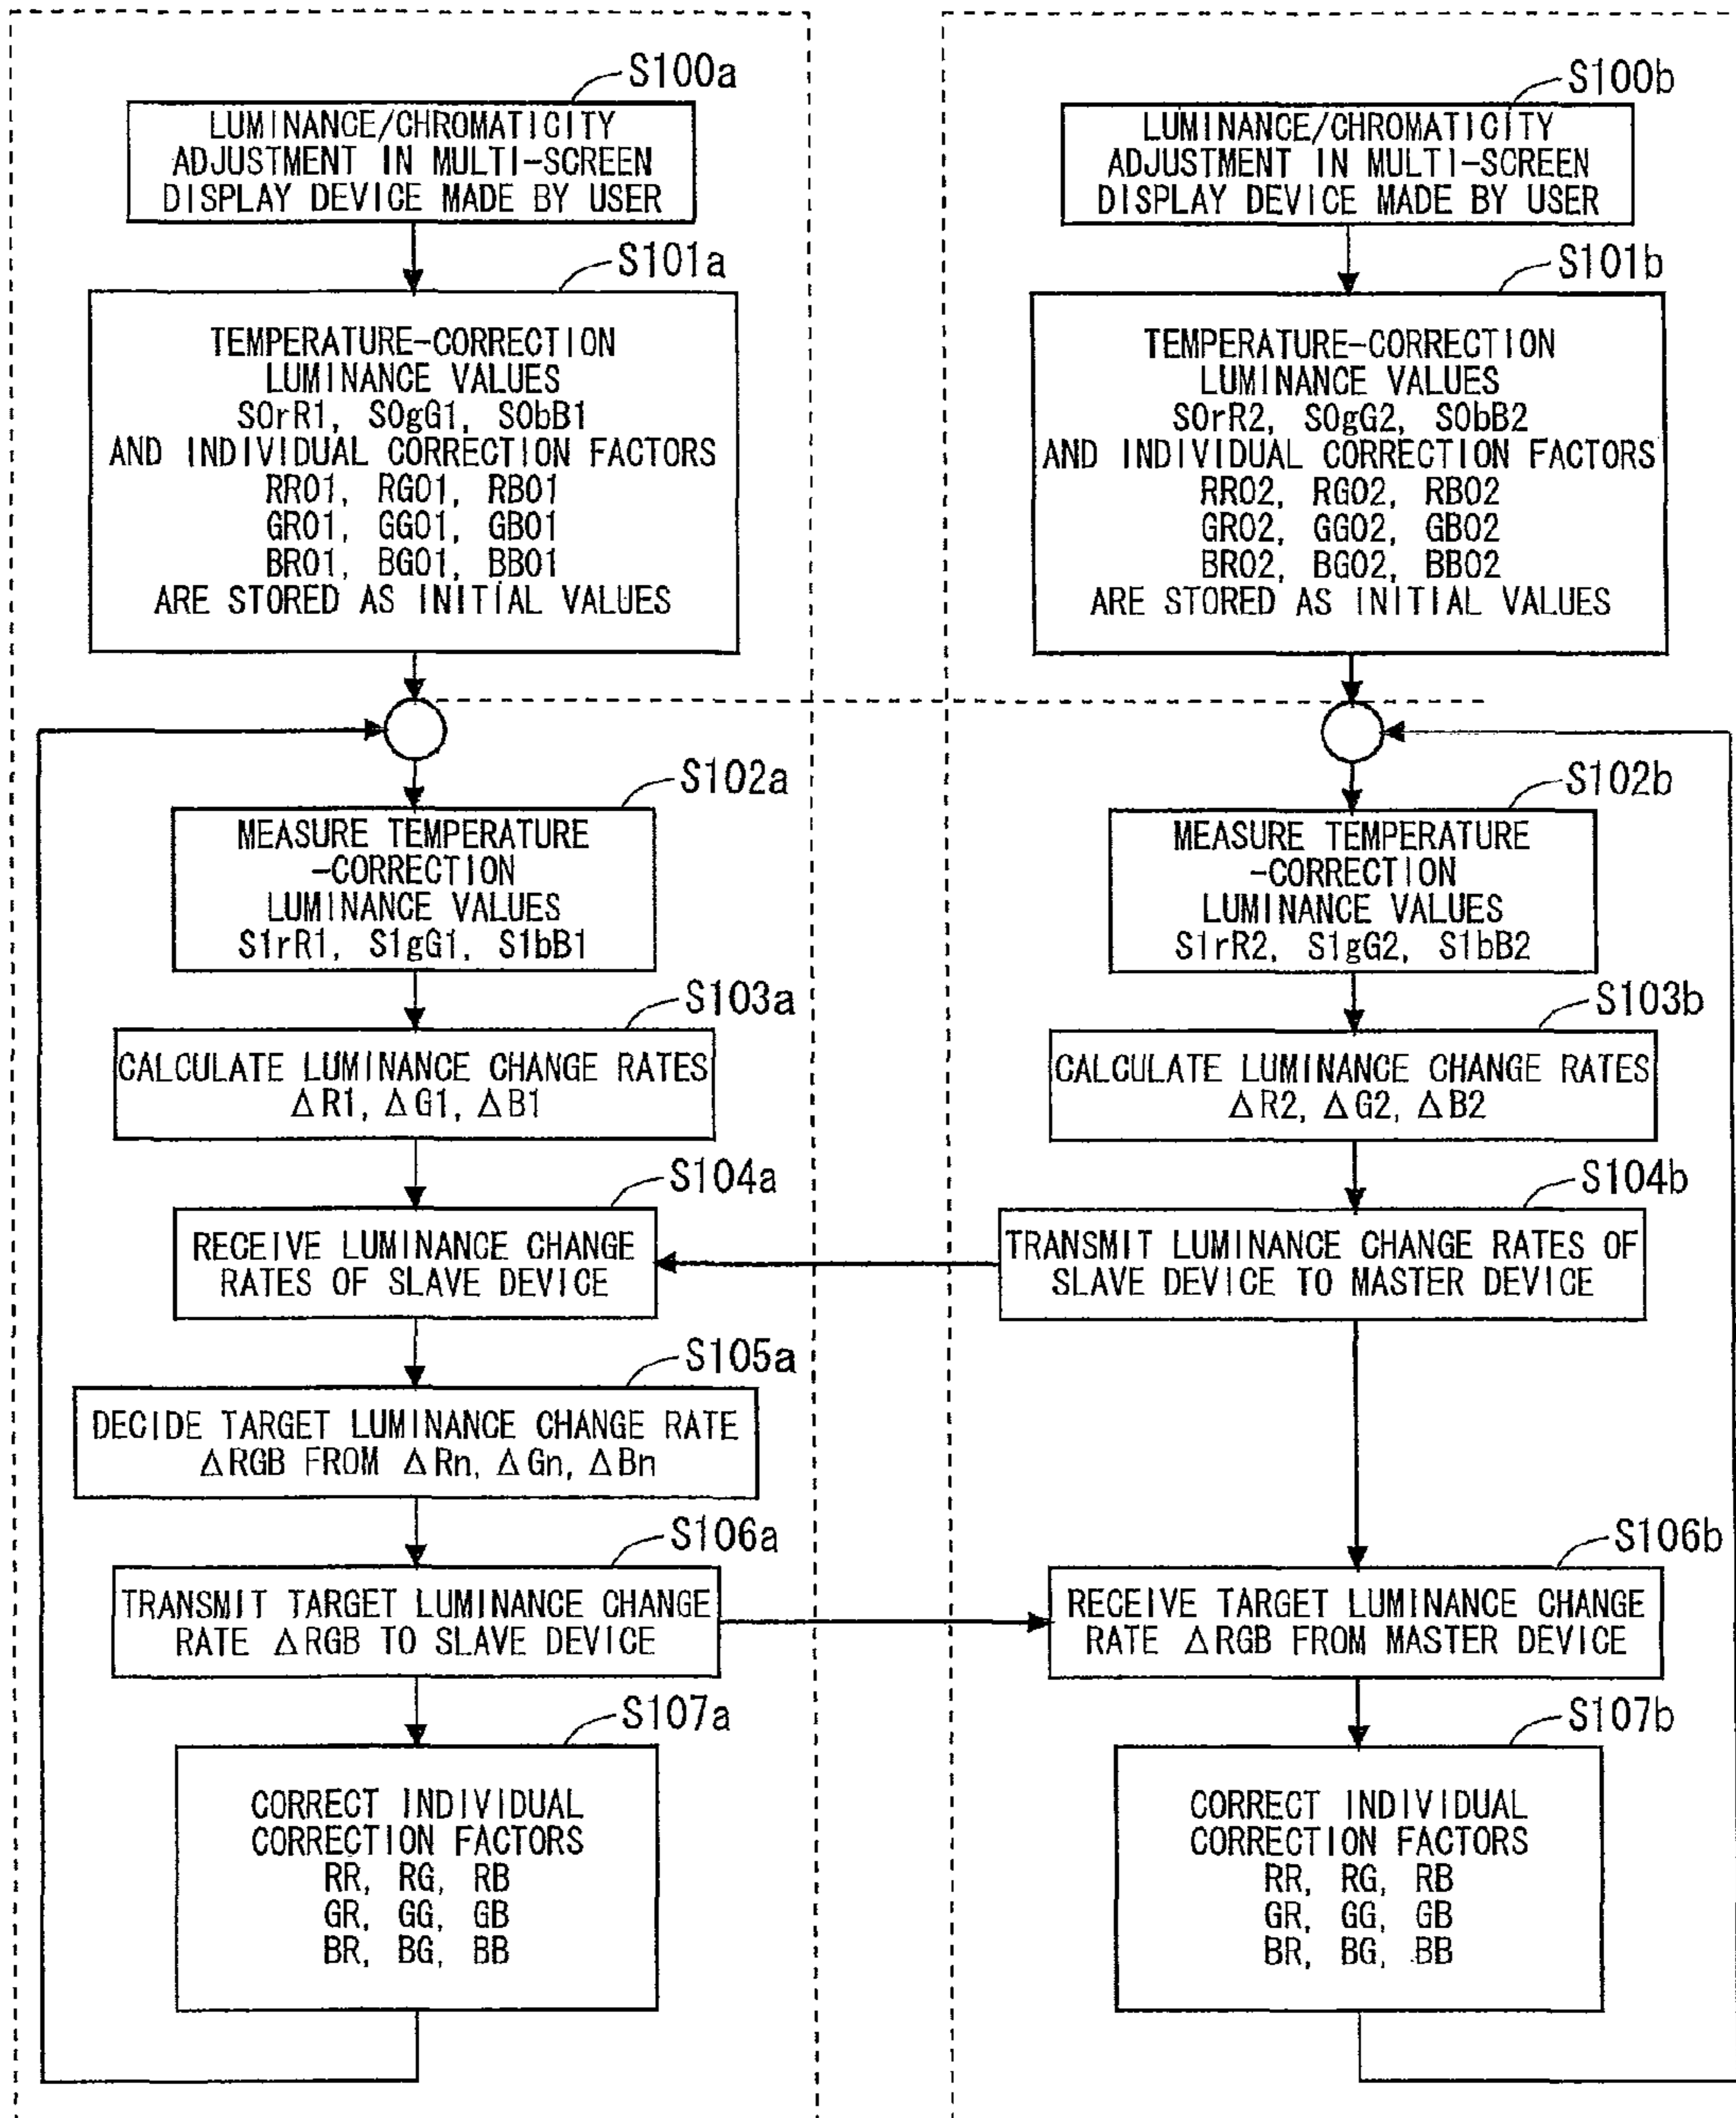 S100a
LUMINANCE/CHROMATICITY
ADJUSTMENT IN MULTI-SCREEN
DISPLAY DEVICE MADE BY USER
S101a
TEMPERATURE-CORRECTION
LUMINANCE VALUES
S0rR1, S0gG1, S0bB1
AND INDIVIDUAL CORRECTION FACTORS
RR01, RG01, RB01
GR01, GG01, GB01
BR01, BG01, BB01
ARE STORED AS INITIAL VALUES
S102a
MEASURE TEMPERATURE
-CORRECTION
LUMINANCE VALUES
S1rR1, S1gG1, S1bB1
S103a
CALCULATE LUMINANCE CHANGE RATES
ΔR1, ΔG1, ΔB1
S104a
RECEIVE LUMINANCE CHANGE
RATES OF SLAVE DEVICE
S105a
DECIDE TARGET LUMINANCE CHANGE RATE
ΔRGB FROM ΔRn, ΔGn, ΔBn
S106a
TRANSMIT TARGET LUMINANCE CHANGE
RATE ΔRGB TO SLAVE DEVICE
S107a
CORRECT INDIVIDUAL
CORRECTION FACTORS
RR, RG, RB
GR, GG, GB
BR, BG, BB
S100b
LUMINANCE/CHROMATICITY
ADJUSTMENT IN MULTI-SCREEN
DISPLAY DEVICE MADE BY USER
S101b
TEMPERATURE-CORRECTION
LUMINANCE VALUES
S0rR2, S0gG2, S0bB2
AND INDIVIDUAL CORRECTION FACTORS
RR02, RG02, RB02
GR02, GG02, GB02
BR02, BG02, BB02
ARE STORED AS INITIAL VALUES
S102b
MEASURE TEMPERATURE
-CORRECTION
LUMINANCE VALUES
S1rR2, S1gG2, S1bB2
S103b
CALCULATE LUMINANCE CHANGE RATES
ΔR2, ΔG2, ΔB2
S104b
TRANSMIT LUMINANCE CHANGE RATES OF
SLAVE DEVICE TO MASTER DEVICE
S106b
RECEIVE TARGET LUMINANCE CHANGE
RATE ΔRGB FROM MASTER DEVICE
S107b
CORRECT INDIVIDUAL
CORRECTION FACTORS
RR, RG, RB
GR, GG, GB
BR, BG, BB